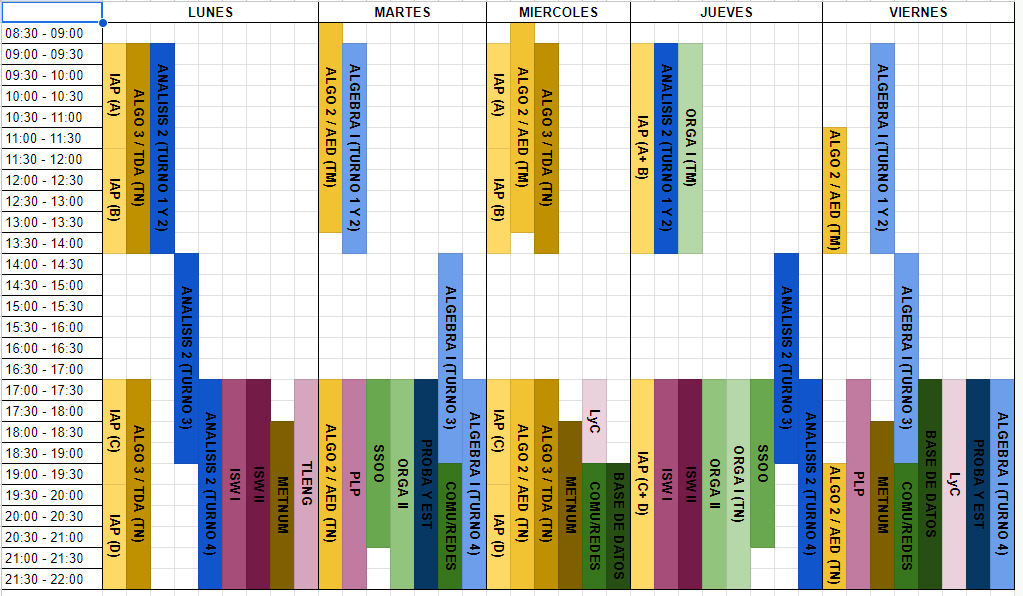 LUNES
MARTES
MIERCOLES
JUEVES
VIERNES
08:30 - 09:00
09:00 - 09:30
09:30 - 10:00
10:00 - 10:30
10:30 - 11:00
11:00 - 11:30
11:30 - 12:00
12:00 - 12:30
12:30 - 13:00
13:00 - 13:30
13:30 - 14:00
14:00 - 14:30
14:30 - 15:00
15:00 - 15:30
15:30 - 16:00
16:00 - 16:30
16:30 - 17:00
17:00 - 17:30
17:30 - 18:00
18:00 - 18:30
18:30 - 19:00
19:00 - 19:30
19:30 - 20:00
20:00 - 20:30
20:30 - 21:00
21:00 - 21:30
21:30 - 22:00
IAP (A)
IAP (B)
ALGO 3 / TDA (TN)
ANALISIS 2 (TURNO 1 Y 2)
ANALISIS 2 (TURNO 3)
IAP (C)
IAP (D)
ALGO 3 / TDA (TN)
ANALISIS 2 (TURNO 4)
ISW I
ISW II
METNUM
TLENG
ALGO 2 / AED (TM)
ALGEBRA I (TURNO 1 Y 2)
ALGEBRA I (TURNO 3)
ALGO 2 / AED (TN)
PLP
SSOO
ORGA II
PROBA Y EST
COMU/REDES
ALGEBRA I (TURNO 4)
IAP (A)
IAP (B)
ALGO 2 / AED (TM)
ALGO 3 / TDA (TN)
IAP (C)
IAP (D)
ALGO 2 / AED (TN)
ALGO 3 / TDA (TN)
METNUM
LyC
COMU/REDES
BASE DE DATOS
IAP (A+ B)
ANALISIS 2 (TURNO 1 Y 2)
ORGA I (TM)
ANALISIS 2 (TURNO 3)
IAP (C+ D)
ISW I
ISW II
ORGA II
ORGA I (TN)
SSOO
ANALISIS 2 (TURNO 4)
ALGO 2 / AED (TM)
ALGEBRA I (TURNO 1 Y 2)
ALGEBRA I (TURNO 3)
ALGO 2 / AED (TN)
PLP
METNUM
COMU/REDES
BASE DE DATOS
LyC
PROBA Y EST
ALGEBRA I (TURNO 4)